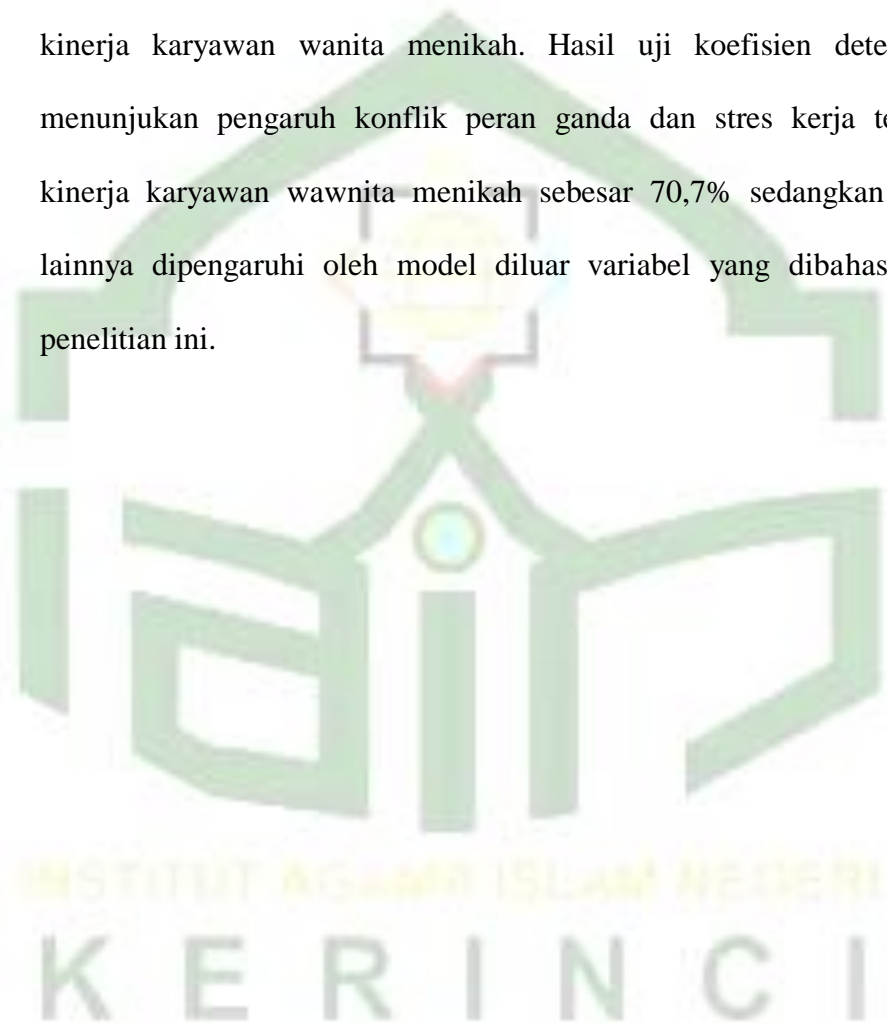 kinerja karyawan wanita menikah. Hasil uji koefisien dete
menunjukan pengaruh konflik peran ganda dan stres kerja te
kinerja karyawan wawnita menikah sebesar 70,7% sedangkan
lainnya dipengaruhi oleh model diluar variabel yang dibahas
penelitian ini.
iain
INSTITUT AGAMA ISLAM NEGERI
KERINCI